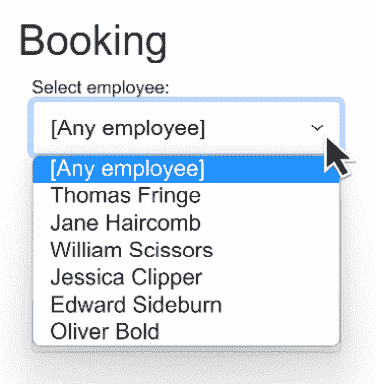 Booking
Select employee:
[Any employee]
[Any employee]
Thomas Fringe
Jane Haircomb
William Scissors
Jessica Clipper
Edward Sideburn
Oliver Bold